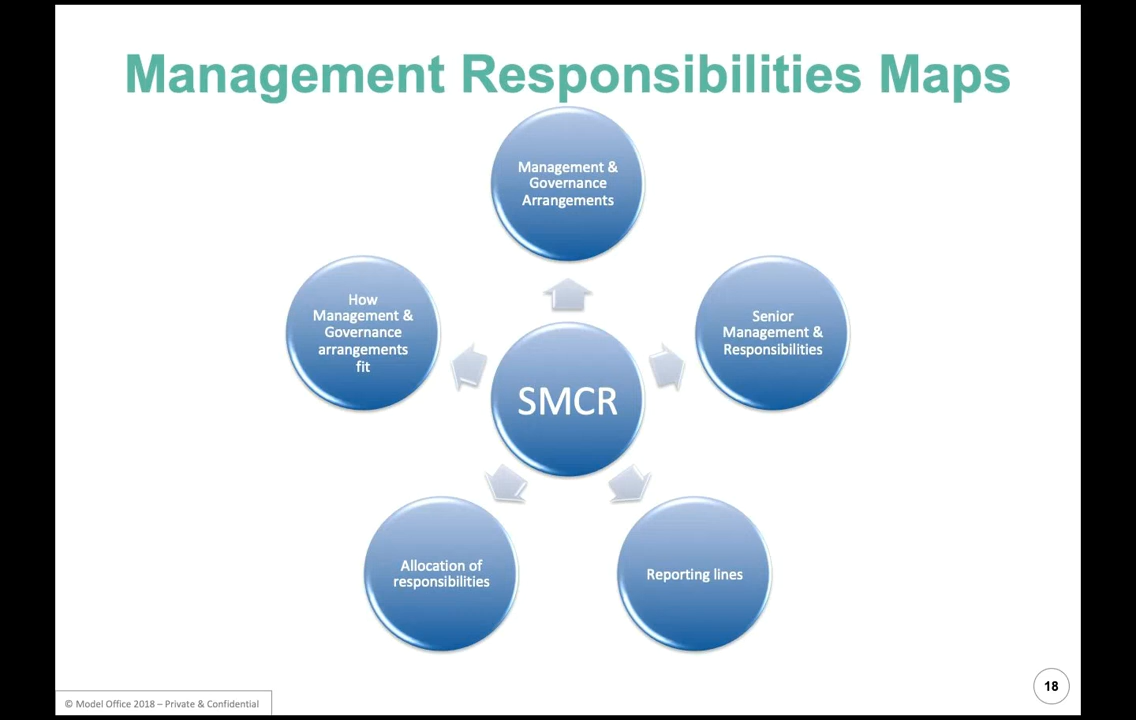 Management Responsibilities Maps
Management &
Governance
Arrangements
How
Management &
Governance
arrangements
fit
Senior
Management &
Responsibilities
SMCR
Allocation of
responsibilities
Reporting lines
© Model Office 2018 – Private & Confidential
18